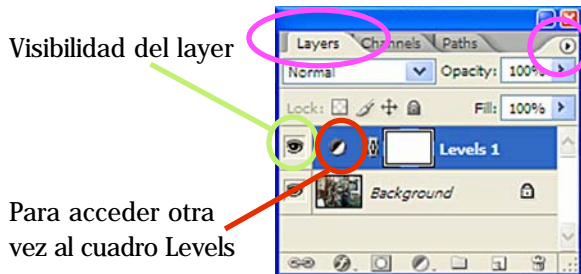 Visibilidad del layer
Layers Channels Paths
Normal Opacity: 100%
Lock: Fill: 100%
Levels 1
Background
Para acceder otra
vez al cuadro Levels